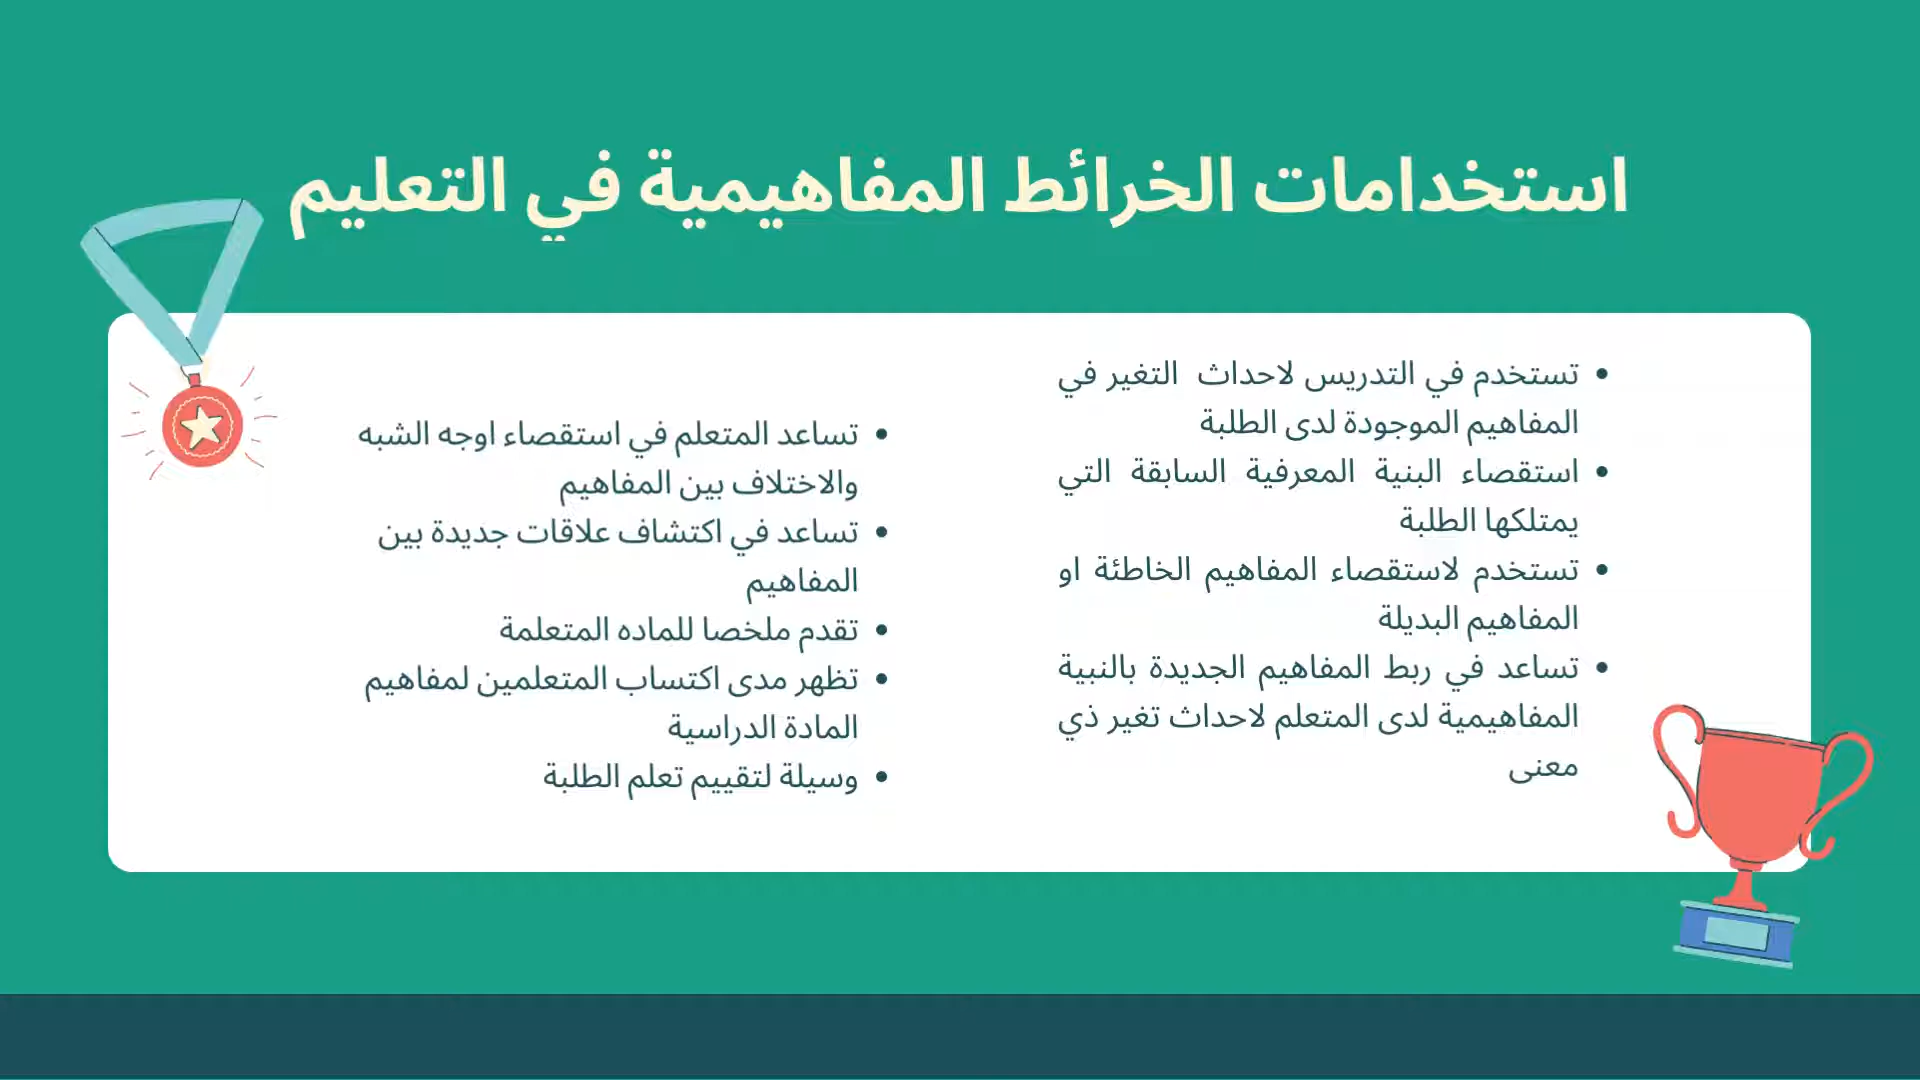 استخدامات الخرائط المفاهيمية في التعليم
• تستخدم في التدريس لاحداث التغير في
المفاهيم الموجودة لدى الطلبة
• استقصاء البنية المعرفية السابقة التي
يمتلكها الطلبة
• تستخدم لاستقصاء المفاهيم الخاطئة او
المفاهيم البديلة
• تساعد في ربط المفاهيم الجديدة بالنبية
المفاهيمية لدى المتعلم لاحداث تغير ذي
معنى
• تساعد المتعلم في استقصاء اوجه الشبه
والاختلاف بين المفاهيم
• تساعد في اكتشاف علاقات جديدة بين
المفاهيم
• تقدم ملخصا للماده المتعلمة
• تظهر مدى اكتساب المتعلمين لمفاهيم
المادة الدراسية
• وسيلة لتقييم تعلم الطلبة